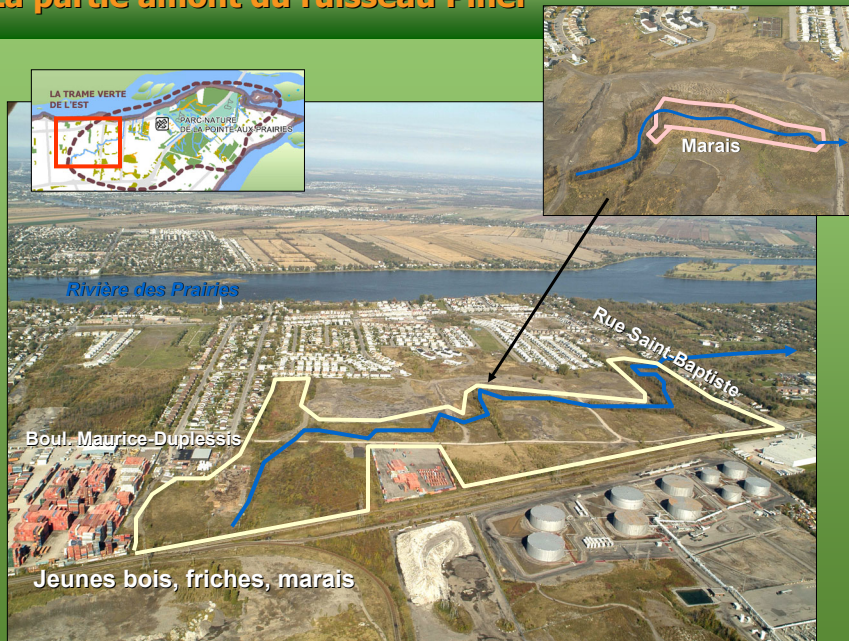 La partie amont du ruisseau Pinel
LA TRAME VERTE
DE L'EST
PARC-NATURE
DE LA POINTE-AUX-PRAIRIES
Marais
Rivière des Prairies
Rue Saint-Baptiste
Boul. Maurice-Duplessis
Jeunes bois, friches, marais